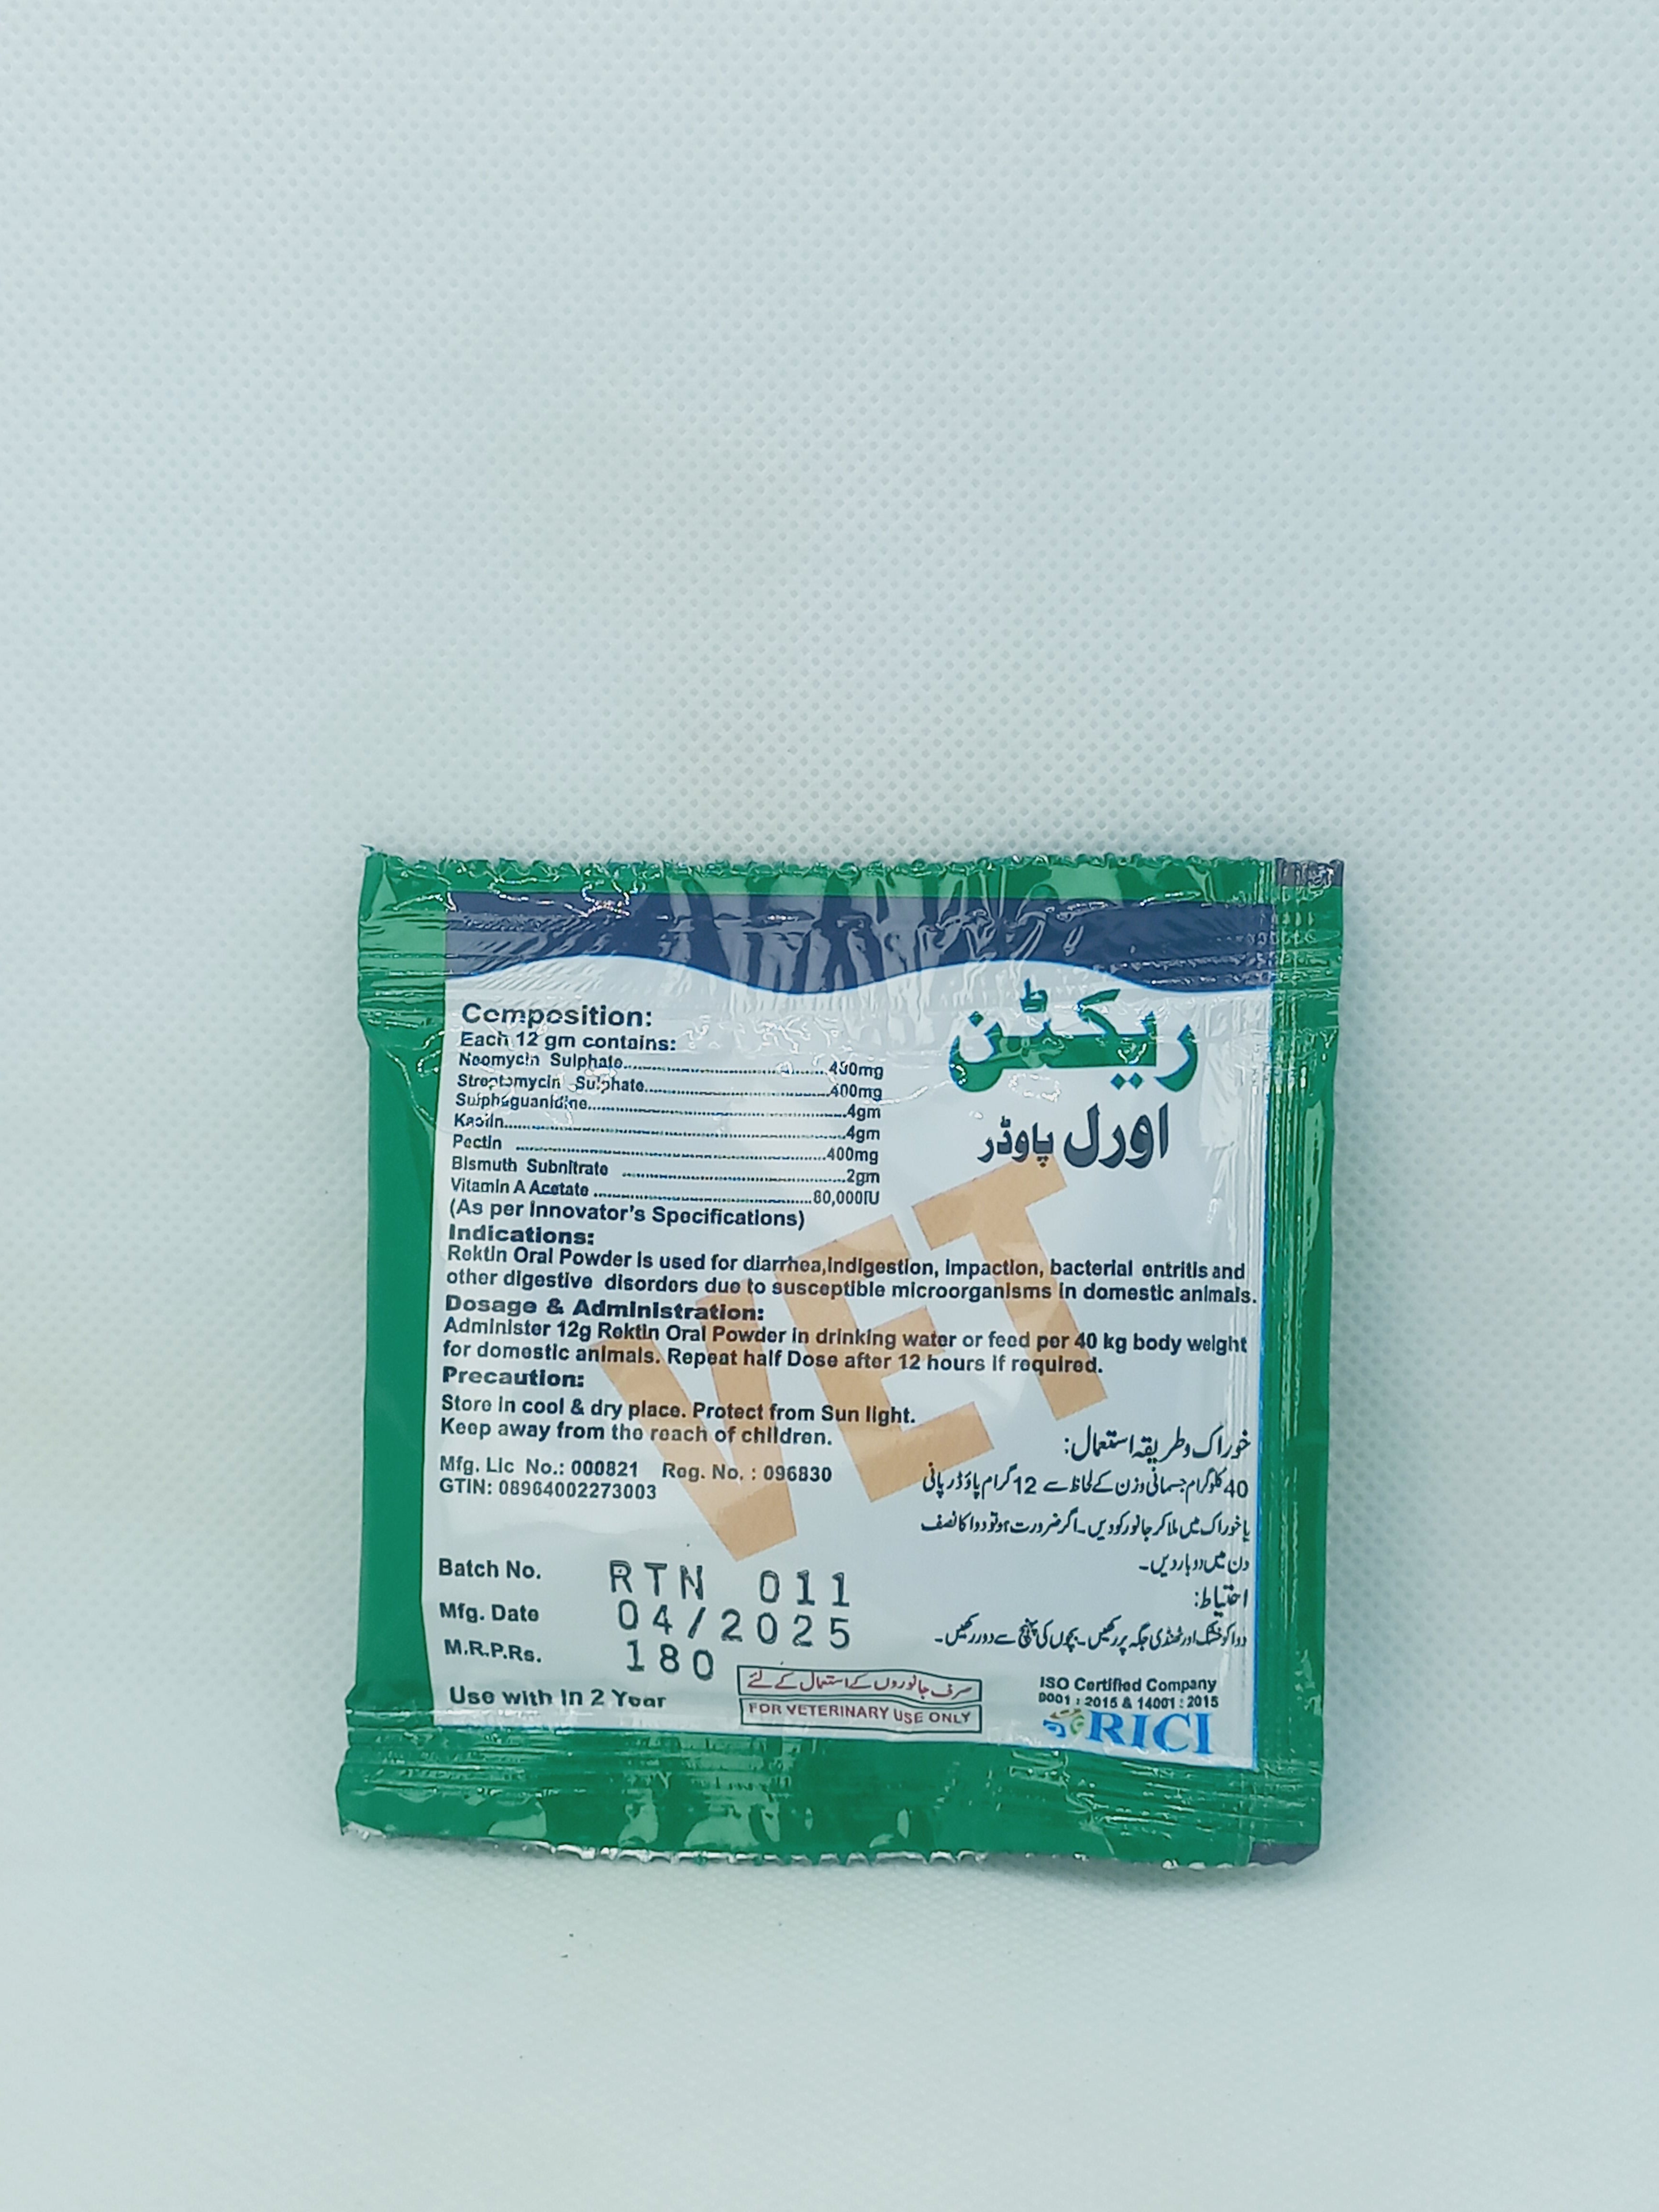 Composition:
Each 12 gm contains:
Neomycin Sulphate..........400mg
Streptomycin Sulphate..........400mg
Sulphaguanidine..........4gm
Kaolin..........4gm
Pectin ..........400mg
Bismuth Subnitrate ..........2gm
Vitamin A Acetate ..........80,000IU
(As per Innovator's Specifications)
ریکٹن
اورل پاوڈر
Indications:
Rektin Oral Powder is used for diarrhea,indigestion, impaction, bacterial entritis and
other digestive disorders due to susceptible microorganisms in domestic animals.
Dosage & Administration:
Administer 12g Rektin Oral Powder in drinking water or feed per 40 kg body weight
for domestic animals. Repeat half Dose after 12 hours if required.
Precaution:
Store in cool & dry place. Protect from Sun light.
Keep away from the reach of children.
Mfg. Lic No.: 000821 Reg. No. : 096830
GTIN: 08964002273003
VET
خوراک و طریقہ استعمال:
40 کلوگرام جسمانی وزن کے لحاظ سے 12 گرام پاؤڈر پانی
یا خوراک میں ملا کر جانور کو دیں۔ اگر ضرورت ہو تو دوا کا نصف
دن میں دوبار دیں۔
احتیاط:
دوا کو خشک اور ٹھنڈی جگہ پر رکھیں۔ بچوں کی پہنچ سے دور رکھیں۔
Batch No. RTN 011
Mfg. Date 04/2025
M.R.P.Rs. 180
Use with in 2 Year
صرف جانوروں کے استعمال کے لئے
FOR VETERINARY USE ONLY
ISO Certified Company
9001 : 2015 & 14001 : 2015
RICI